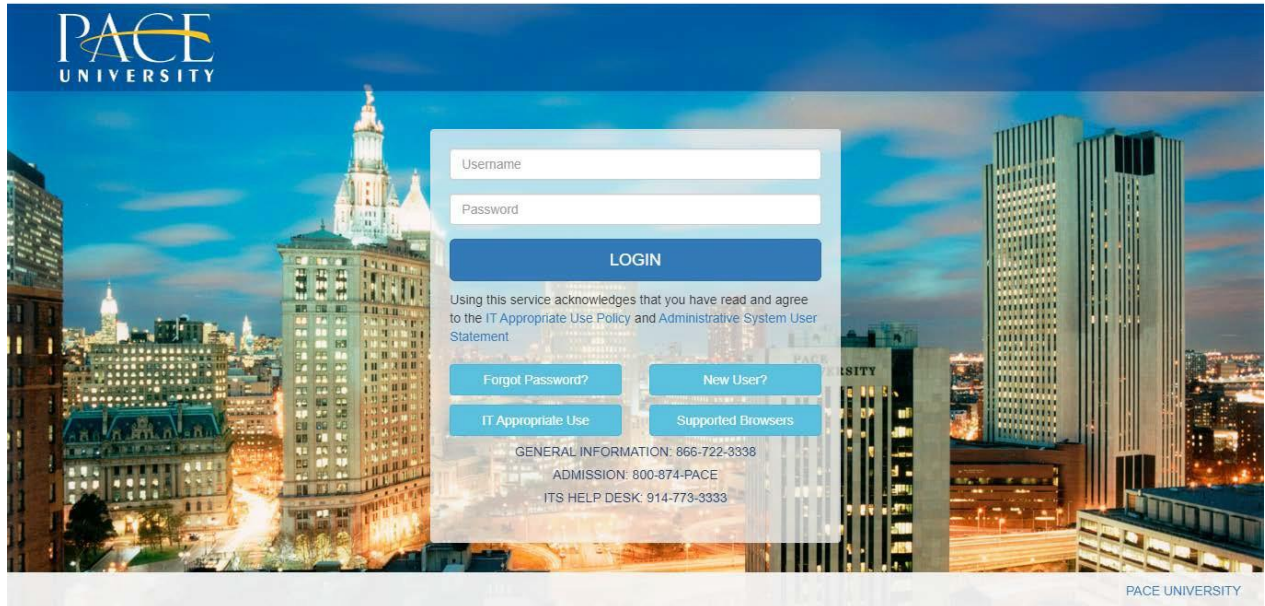 PACE
UNIVERSITY
Username
Password
LOGIN
Using this service acknowledges that you have read and agree
to the IT Appropriate Use Policy and Administrative System User
Statement
Forgot Password?
New User?
IT Appropriate Use
Supported Browsers
GENERAL INFORMATION: 866-722-3338
ADMISSION: 800-874-PACE
ITS HELP DESK: 914-773-3333
PACE
UNIVERSITY
PACE UNIVERSITY